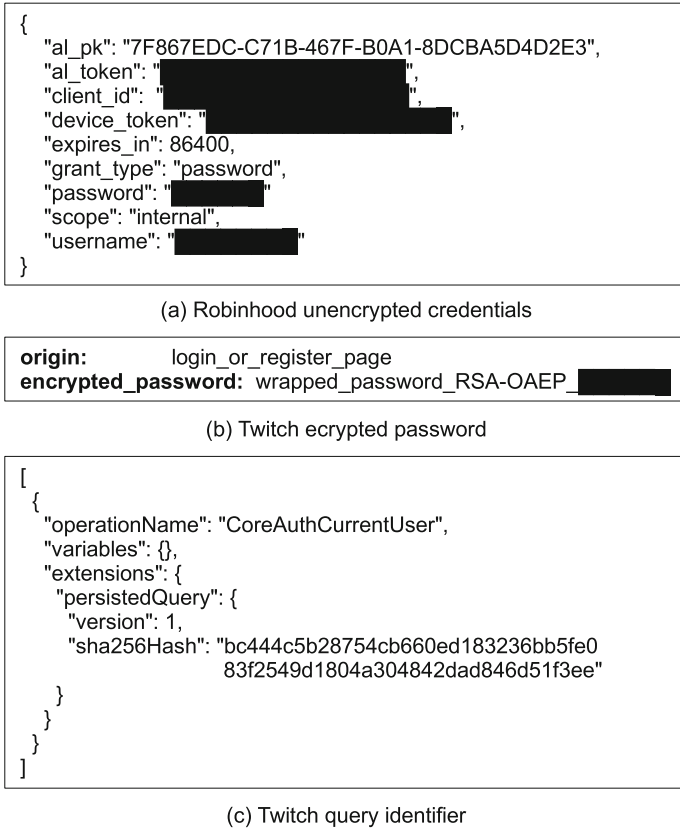 {
"al_pk": "7F867EDC-C71B-467F-B0A1-8DCBA5D4D2E3",
"al_token": "",
"client_id": "",
"device_token": "",
"expires_in": 86400,
"grant_type": "password",
"password": ""
"scope": "internal",
"username": ""
}
(a) Robinhood unencrypted credentials
origin: login_or_register_page
encrypted_password: wrapped_password_RSA-OAEP_
(b) Twitch ecrypted password
[
{
"operationName": "CoreAuthCurrentUser",
"variables": {},
"extensions": {
"persistedQuery": {
"version": 1,
"sha256Hash": "bc444c5b28754cb660ed183236bb5fe0
83f2549d1804a304842dad846d51f3ee"
}
}
}
]
(c) Twitch query identifier